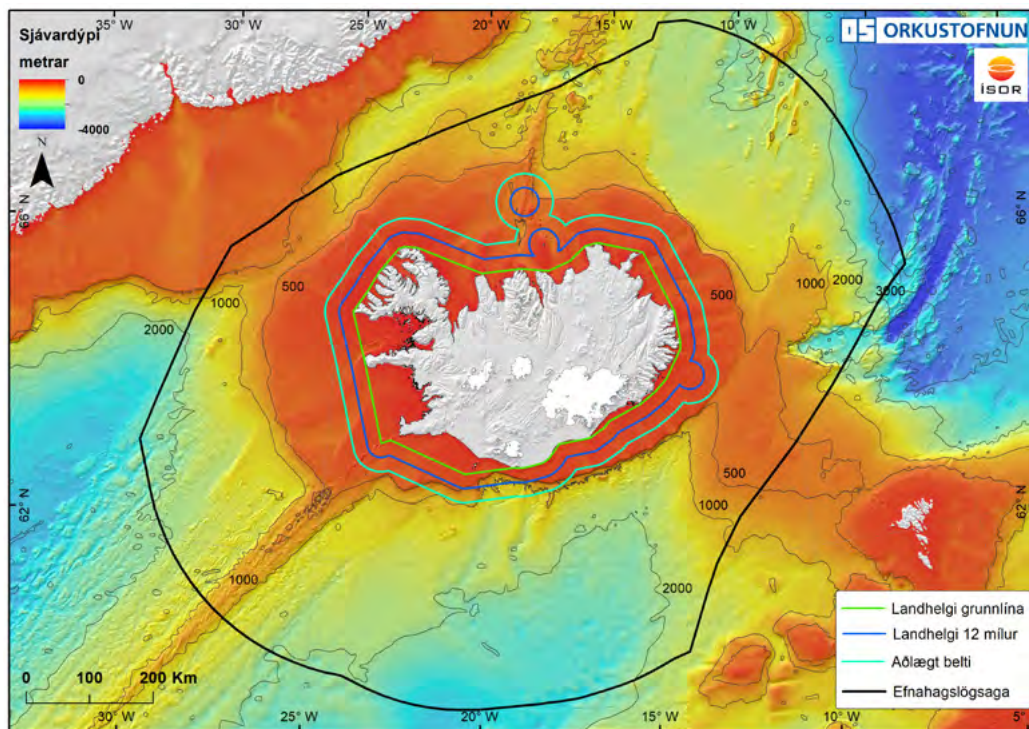 35° W
30° W
25° W
20° W
15° W
10° W
5° W
Sjávardýpi
metrar
0
-4000
N
OS ORKUSTOFNUN
ÍSOR
66° N
66° N
500
1000
2000
500
1000
2000
3000
62° N
62° N
500
1000
1000
2000
0 100 200 Km
Landhelgi grunnlína
Landhelgi 12 mílur
Aðlægt belti
Efnahagslögsaga
30° W
25° W
20° W
15° W
10° W
5°